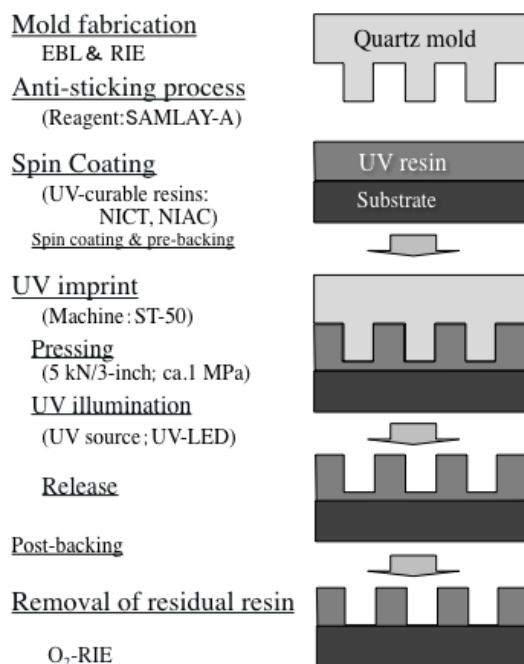 Mold fabrication
EBL & RIE
Quartz mold
Anti-sticking process
(Reagent:SAMLAY-A)
Spin Coating
(UV-curable resins:
NICT, NIAC)
Spin coating & pre-backing
UV resin
Substrate
UV imprint
(Machine:ST-50)
Pressing
(5 kN/3-inch; ca.1 MPa)
UV illumination
(UV source;UV-LED)
Release
Post-backing
Removal of residual resin
O₂-RIE